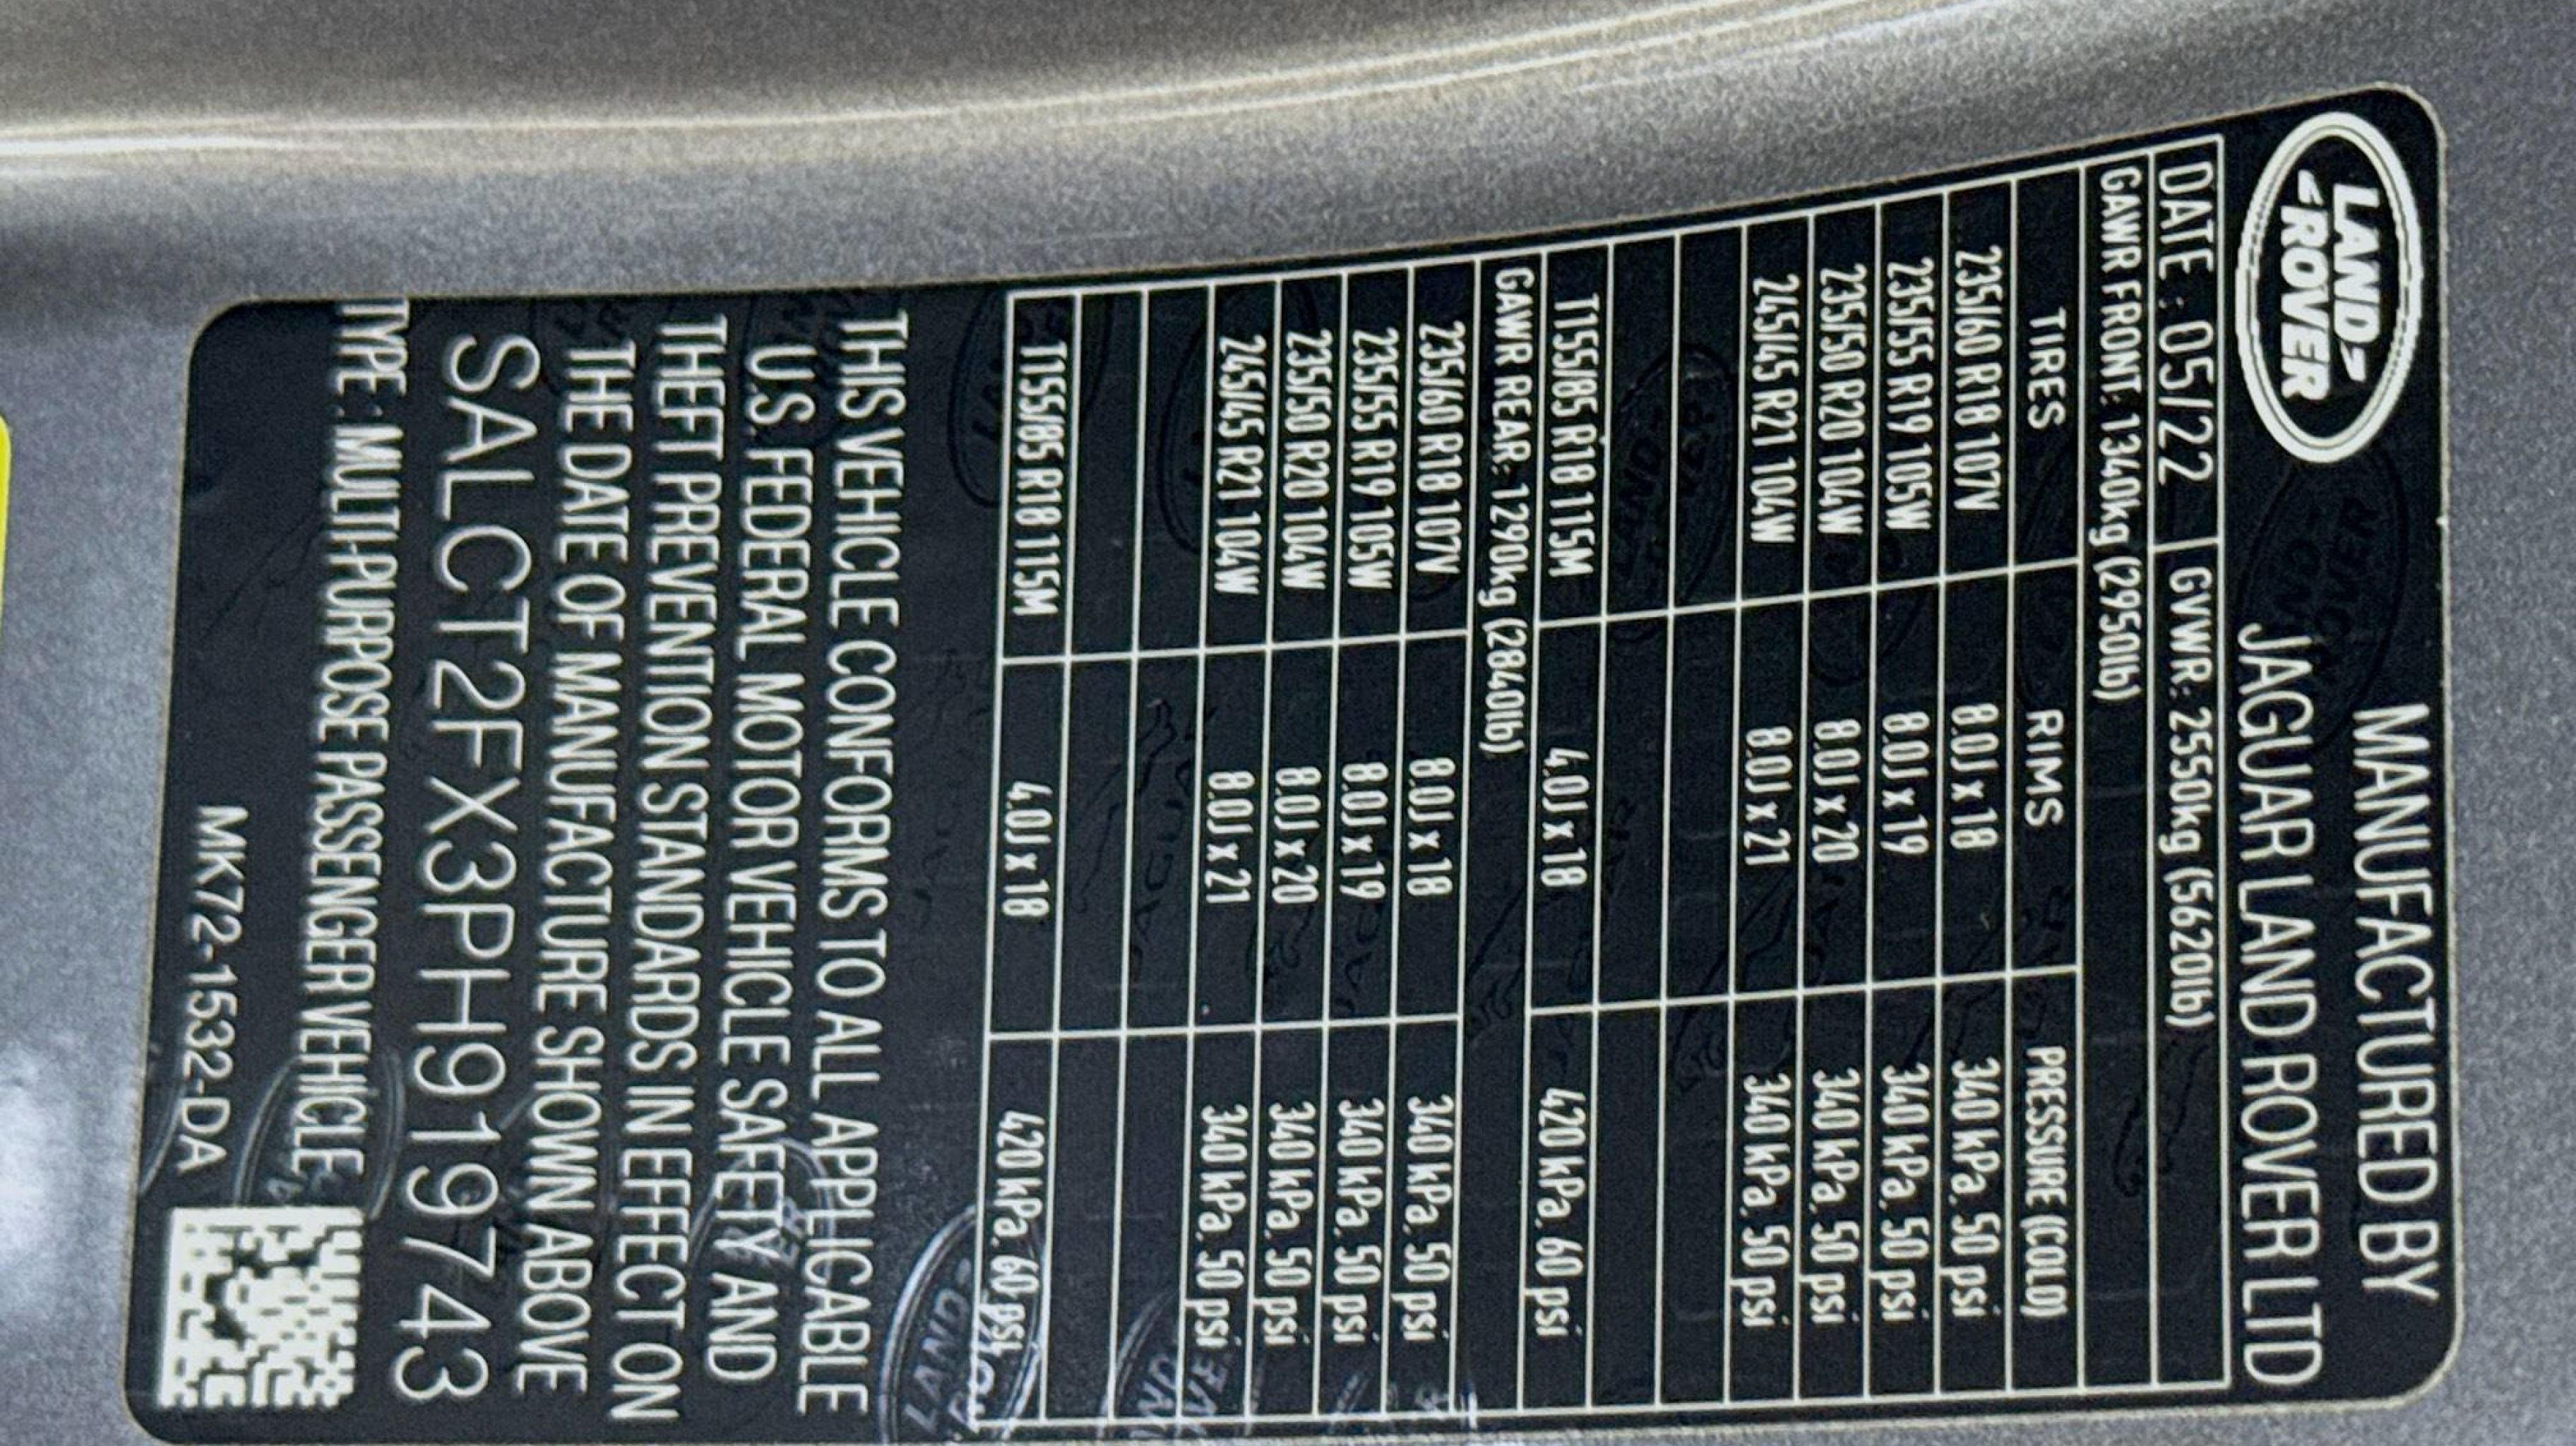 LAND
ROVER
MANUFACTURED BY
JAGUAR LAND ROVER LTD
DATE : 05/22 GVWR: 2550kg (5620lb)
GAWR FRONT: 1340kg (2950lb)
TIRES RIMS PRESSURE (COLD)
235/60 R18 107V 8.0J x 18 340 kPa. 50 psi
235/55 R19 105W 8.0J x 19 340 kPa. 50 psi
235/50 R20 104W 8.0J x 20 340 kPa. 50 psi
245/45 R21 104W 8.0J x 21 340 kPa. 50 psi
T155/85 R18 115M 4.0J x 18 420 kPa. 60 psi
GAWR REAR: 1290kg (2840lb)
235/60 R18 107V 8.0J x 18 340 kPa. 50 psi
235/55 R19 105W 8.0J x 19 340 kPa. 50 psi
235/50 R20 104W 8.0J x 20 340 kPa. 50 psi
245/45 R21 104W 8.0J x 21 340 kPa. 50 psi
T155/85 R18 115M 4.0J x 18 420 kPa. 60 psi
THIS VEHICLE CONFORMS TO ALL APPLICABLE
U.S. FEDERAL MOTOR VEHICLE SAFETY AND
THEFT PREVENTION STANDARDS IN EFFECT ON
THE DATE OF MANUFACTURE SHOWN ABOVE
SALCT2FX3PH919743
TYPE : MULTI-PURPOSE PASSENGER VEHICLE
MK72-1532-DA